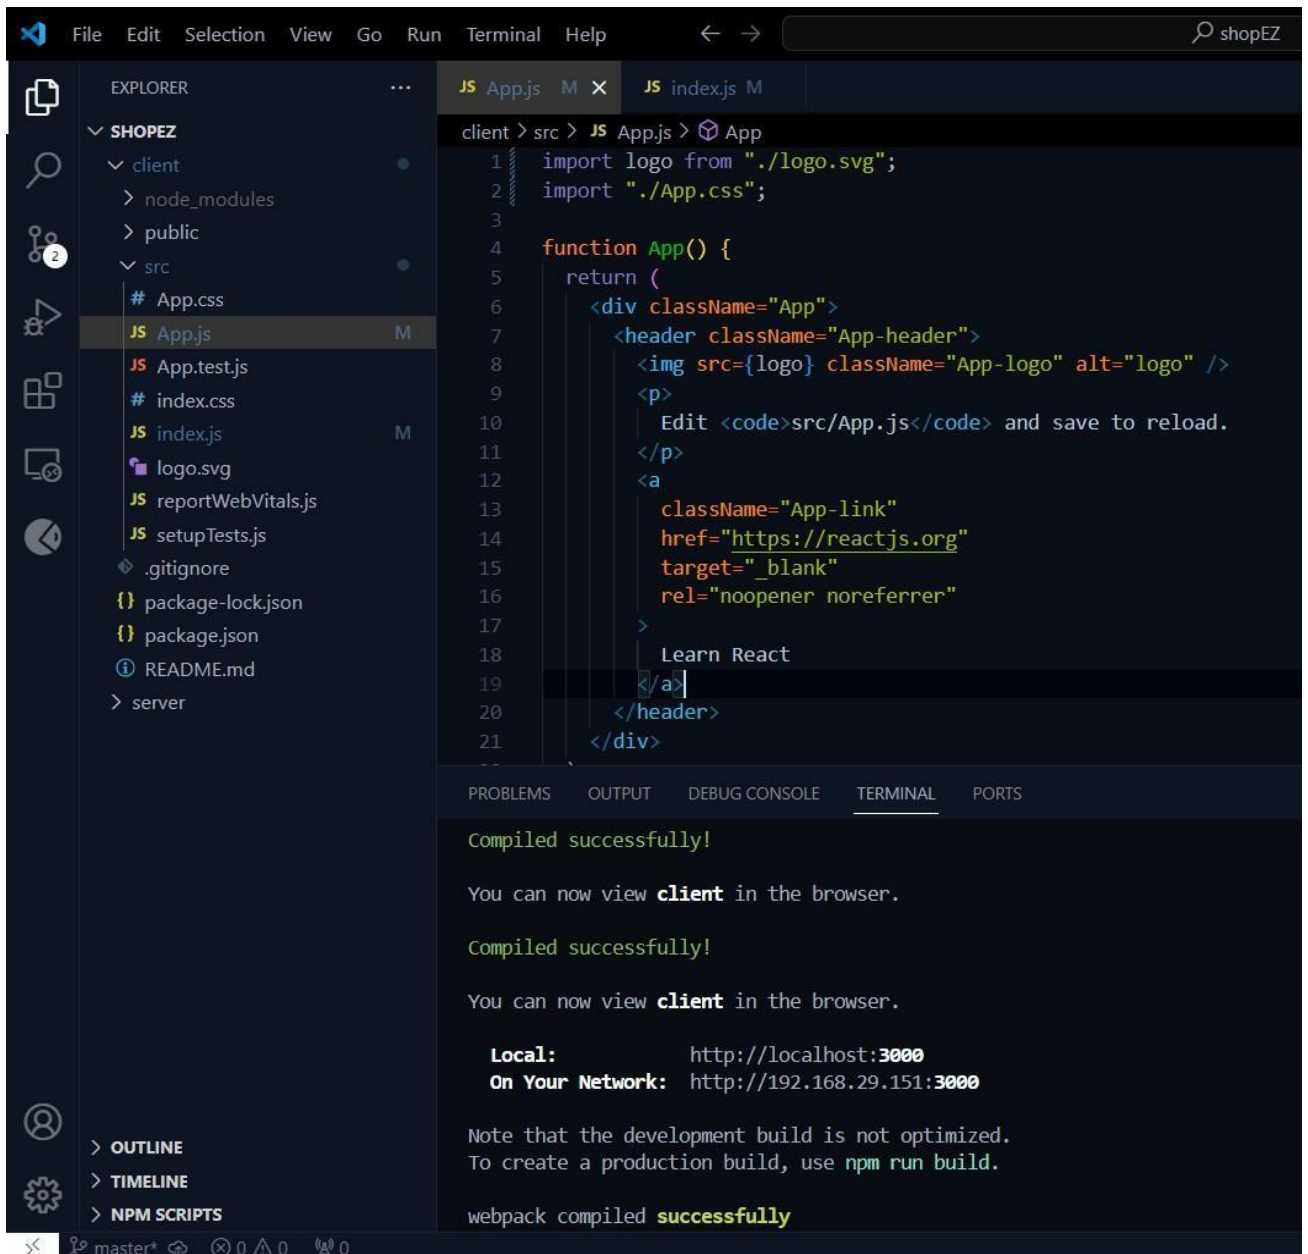 File Edit Selection View Go Run Terminal Help
shopEZ
EXPLORER
SHOPEZ
client
node_modules
public
src
# App.css
JS App.js M
JS App.test.js
# index.css
JS index.js M
logo.svg
JS reportWebVitals.js
JS setupTests.js
.gitignore
{} package-lock.json
{} package.json
README.md
server
2
OUTLINE
TIMELINE
NPM SCRIPTS
JS App.js M JS index.js M
client > src > JS App.js > App
1 import logo from "./logo.svg";
2 import "./App.css";
3
4 function App() {
5 return (
6 <div className="App">
7 <header className="App-header">
8 <img src={logo} className="App-logo" alt="logo" />
9 <p>
10 Edit <code>src/App.js</code> and save to reload.
11 </p>
12 <a
13 className="App-link"
14 href="https://reactjs.org"
15 target="_blank"
16 rel="noopener noreferrer"
17 >
18 Learn React
19 </a>
20 </header>
21 </div>
PROBLEMS OUTPUT DEBUG CONSOLE TERMINAL PORTS
Compiled successfully!
You can now view client in the browser.
Compiled successfully!
You can now view client in the browser.
Local: http://localhost:3000
On Your Network: http://192.168.29.151:3000
Note that the development build is not optimized.
To create a production build, use npm run build.
webpack compiled successfully
master* 0 0 0